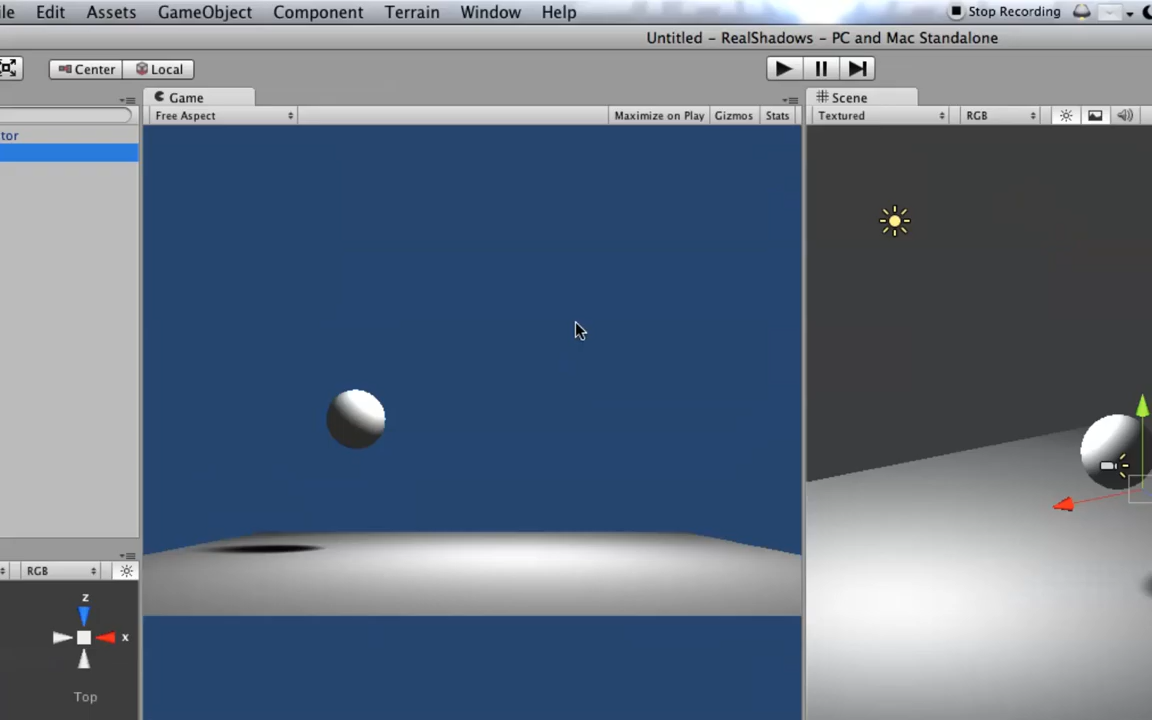 ile Edit Assets GameObject Component Terrain Window Help Stop Recording
Untitled – RealShadows – PC and Mac Standalone
Center Local
Game Scene
Free Aspect Maximize on Play Gizmos Stats Textured RGB
tor
RGB
z
x
Top